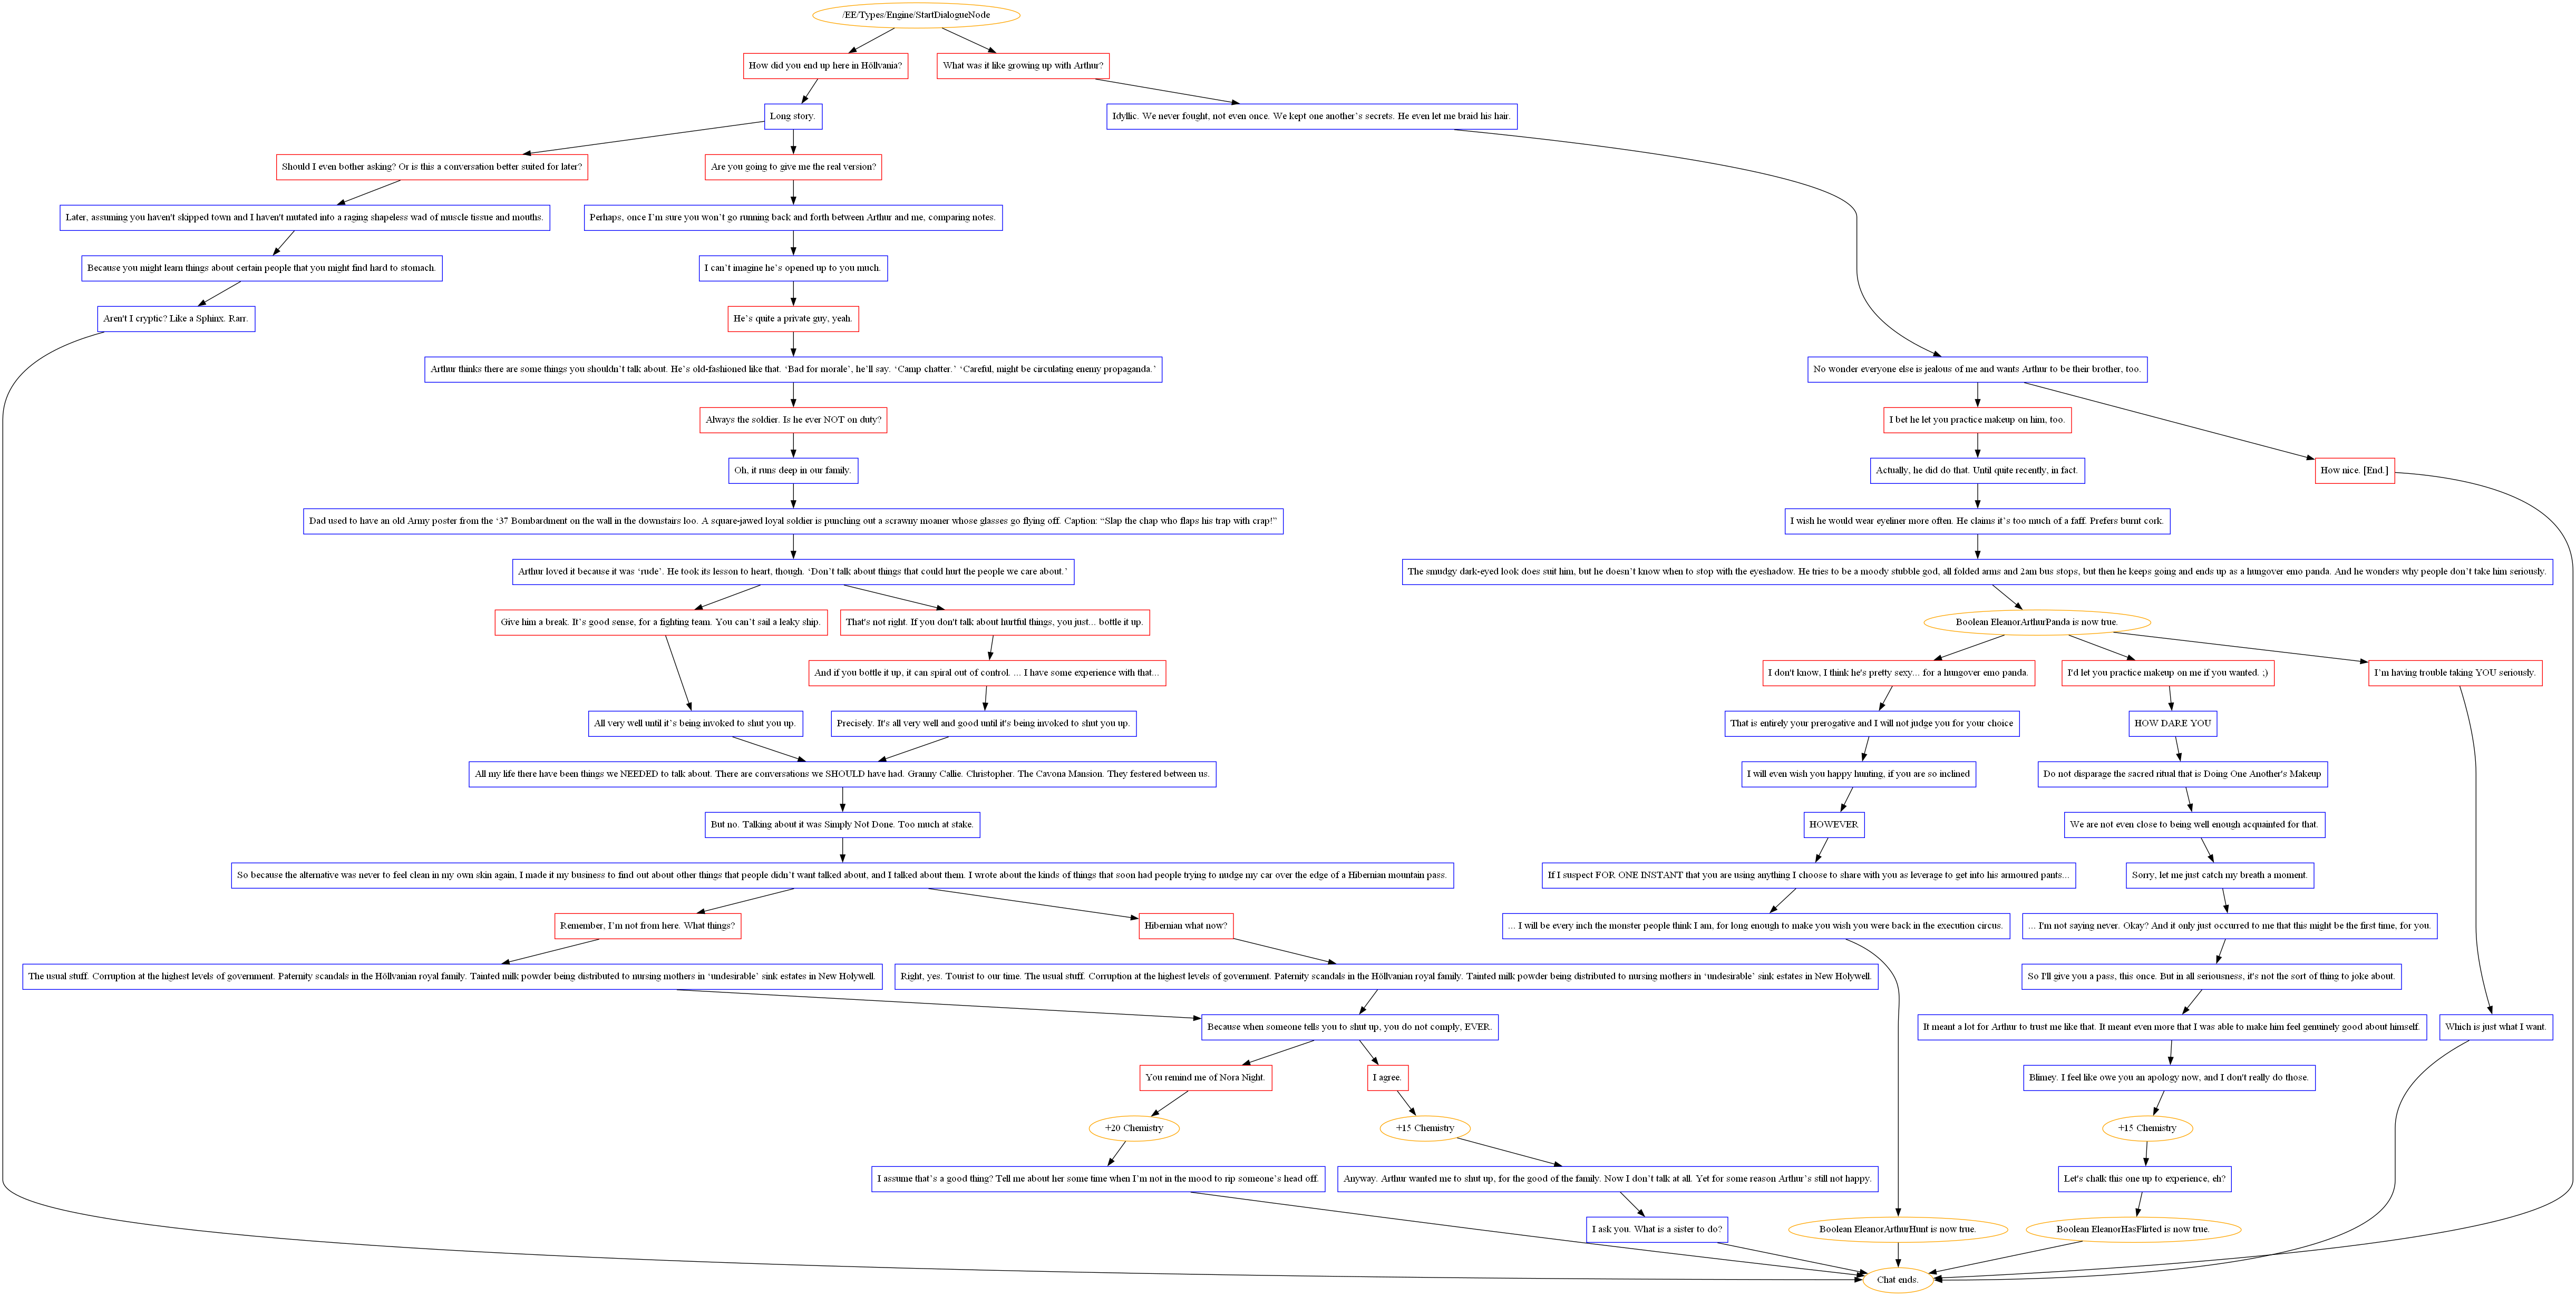 /EE/Types/Engine/StartDialogueNode
How did you end up here in Höllvania?
What was it like growing up with Arthur?
Long story.
Idyllic. We never fought, not even once. We kept one another’s secrets. He even let me braid his hair.
Should I even bother asking? Or is this a conversation better suited for later?
Are you going to give me the real version?
Later, assuming you haven't skipped town and I haven't mutated into a raging shapeless wad of muscle tissue and mouths.
Perhaps, once I’m sure you won’t go running back and forth between Arthur and me, comparing notes.
Because you might learn things about certain people that you might find hard to stomach.
I can’t imagine he’s opened up to you much.
Aren't I cryptic? Like a Sphinx. Rarr.
He’s quite a private guy, yeah.
Arthur thinks there are some things you shouldn’t talk about. He’s old-fashioned like that. ‘Bad for morale’, he’ll say. ‘Camp chatter.’ ‘Careful, might be circulating enemy propaganda.’
No wonder everyone else is jealous of me and wants Arthur to be their brother, too.
Always the soldier. Is he ever NOT on duty?
I bet he let you practice makeup on him, too.
Oh, it runs deep in our family.
Actually, he did do that. Until quite recently, in fact.
How nice. [End.]
Dad used to have an old Army poster from the ‘37 Bombardment on the wall in the downstairs loo. A square-jawed loyal soldier is punching out a scrawny moaner whose glasses go flying off. Caption: “Slap the chap who flaps his trap with crap!”
I wish he would wear eyeliner more often. He claims it’s too much of a faff. Prefers burnt cork.
Arthur loved it because it was ‘rude’. He took its lesson to heart, though. ‘Don’t talk about things that could hurt the people we care about.’
The smudgy dark-eyed look does suit him, but he doesn’t know when to stop with the eyeshadow. He tries to be a moody stubble god, all folded arms and 2am bus stops, but then he keeps going and ends up as a hungover emo panda. And he wonders why people don’t take him seriously.
Give him a break. It’s good sense, for a fighting team. You can’t sail a leaky ship.
That's not right. If you don't talk about hurtful things, you just... bottle it up.
Boolean EleanorArthurPanda is now true.
And if you bottle it up, it can spiral out of control. ... I have some experience with that...
I don't know, I think he's pretty sexy... for a hungover emo panda.
I'd let you practice makeup on me if you wanted. ;)
I’m having trouble taking YOU seriously.
All very well until it’s being invoked to shut you up.
Precisely. It's all very well and good until it's being invoked to shut you up.
That is entirely your prerogative and I will not judge you for your choice
HOW DARE YOU
All my life there have been things we NEEDED to talk about. There are conversations we SHOULD have had. Granny Callie. Christopher. The Cavona Mansion. They festered between us.
I will even wish you happy hunting, if you are so inclined
Do not disparage the sacred ritual that is Doing One Another's Makeup
But no. Talking about it was Simply Not Done. Too much at stake.
HOWEVER
We are not even close to being well enough acquainted for that.
So because the alternative was never to feel clean in my own skin again, I made it my business to find out about other things that people didn’t want talked about, and I talked about them. I wrote about the kinds of things that soon had people trying to nudge my car over the edge of a Hibernian mountain pass.
If I suspect FOR ONE INSTANT that you are using anything I choose to share with you as leverage to get into his armoured pants...
Sorry, let me just catch my breath a moment.
Remember, I’m not from here. What things?
Hibernian what now?
... I will be every inch the monster people think I am, for long enough to make you wish you were back in the execution circus.
... I'm not saying never. Okay? And it only just occurred to me that this might be the first time, for you.
The usual stuff. Corruption at the highest levels of government. Paternity scandals in the Höllvanian royal family. Tainted milk powder being distributed to nursing mothers in ‘undesirable’ sink estates in New Holywell.
Right, yes. Tourist to our time. The usual stuff. Corruption at the highest levels of government. Paternity scandals in the Höllvanian royal family. Tainted milk powder being distributed to nursing mothers in ‘undesirable’ sink estates in New Holywell.
So I'll give you a pass, this once. But in all seriousness, it's not the sort of thing to joke about.
Because when someone tells you to shut up, you do not comply, EVER.
It meant a lot for Arthur to trust me like that. It meant even more that I was able to make him feel genuinely good about himself.
Which is just what I want.
You remind me of Nora Night.
I agree.
Blimey. I feel like owe you an apology now, and I don't really do those.
+20 Chemistry
+15 Chemistry
+15 Chemistry
I assume that’s a good thing? Tell me about her some time when I’m not in the mood to rip someone’s head off.
Anyway. Arthur wanted me to shut up, for the good of the family. Now I don’t talk at all. Yet for some reason Arthur’s still not happy.
Let's chalk this one up to experience, eh?
I ask you. What is a sister to do?
Boolean EleanorArthurHunt is now true.
Boolean EleanorHasFlirted is now true.
Chat ends.